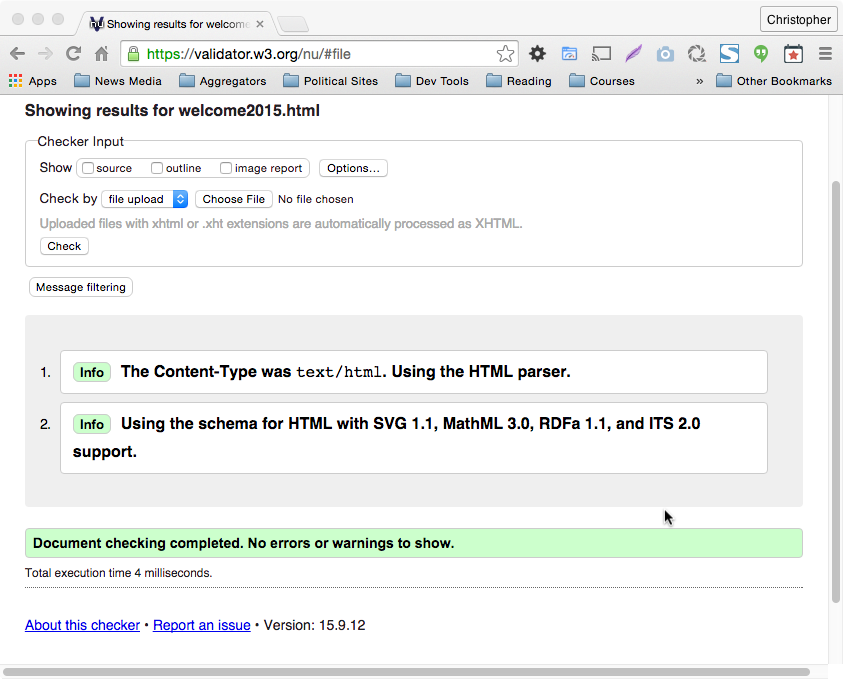 Showing results for welcome
Christopher
https://validator.w3.org/nu/#file
Apps News Media Aggregators Political Sites Dev Tools Reading Courses » Other Bookmarks
Showing results for welcome2015.html
Checker Input
Show source outline image report Options...
Check by file upload Choose File No file chosen
Uploaded files with xhtml or .xht extensions are automatically processed as XHTML.
Check
Message filtering
1. Info The Content-Type was text/html. Using the HTML parser.
2. Info Using the schema for HTML with SVG 1.1, MathML 3.0, RDFa 1.1, and ITS 2.0
support.
Document checking completed. No errors or warnings to show.
Total execution time 4 milliseconds.
About this checker • Report an issue • Version: 15.9.12